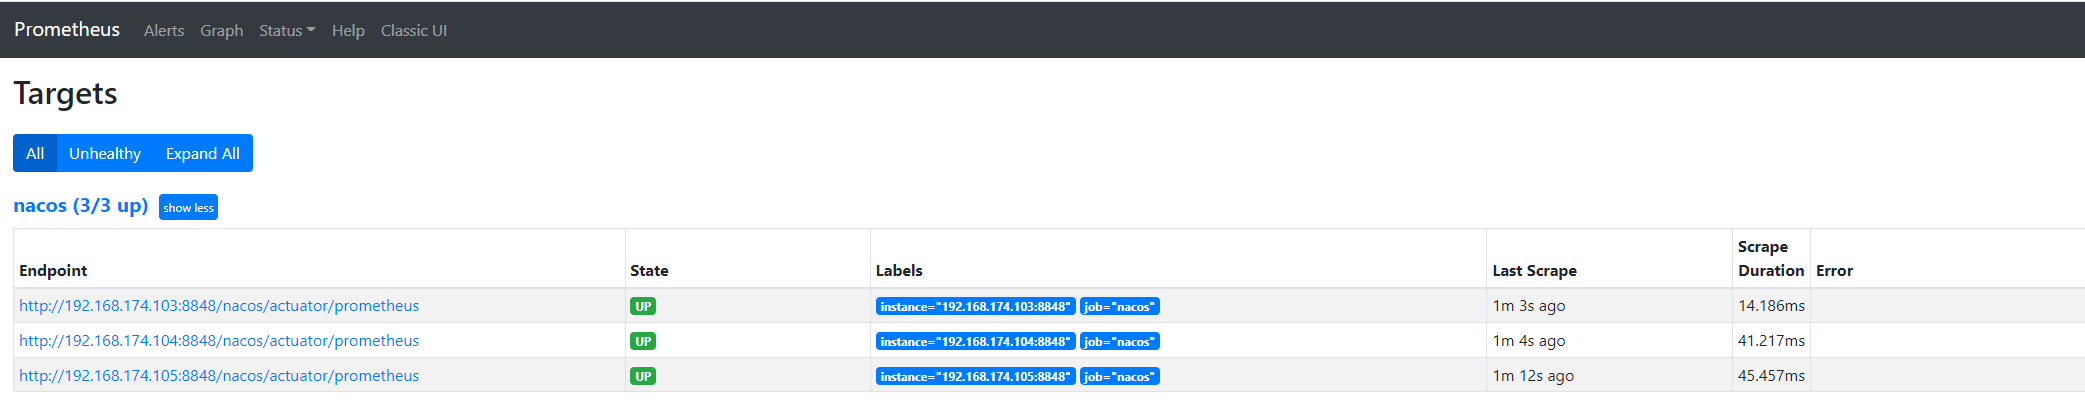 Prometheus Alerts Graph Status Help Classic UI
Targets
All Unhealthy Expand All
nacos (3/3 up) show less
Endpoint State Labels Last Scrape Scrape Duration Error
http://192.168.174.103:8848/nacos/actuator/prometheus UP instance="192.168.174.103:8848" job="nacos" 1m 3s ago 14.186ms
http://192.168.174.104:8848/nacos/actuator/prometheus UP instance="192.168.174.104:8848" job="nacos" 1m 4s ago 41.217ms
http://192.168.174.105:8848/nacos/actuator/prometheus UP instance="192.168.174.105:8848" job="nacos" 1m 12s ago 45.457ms